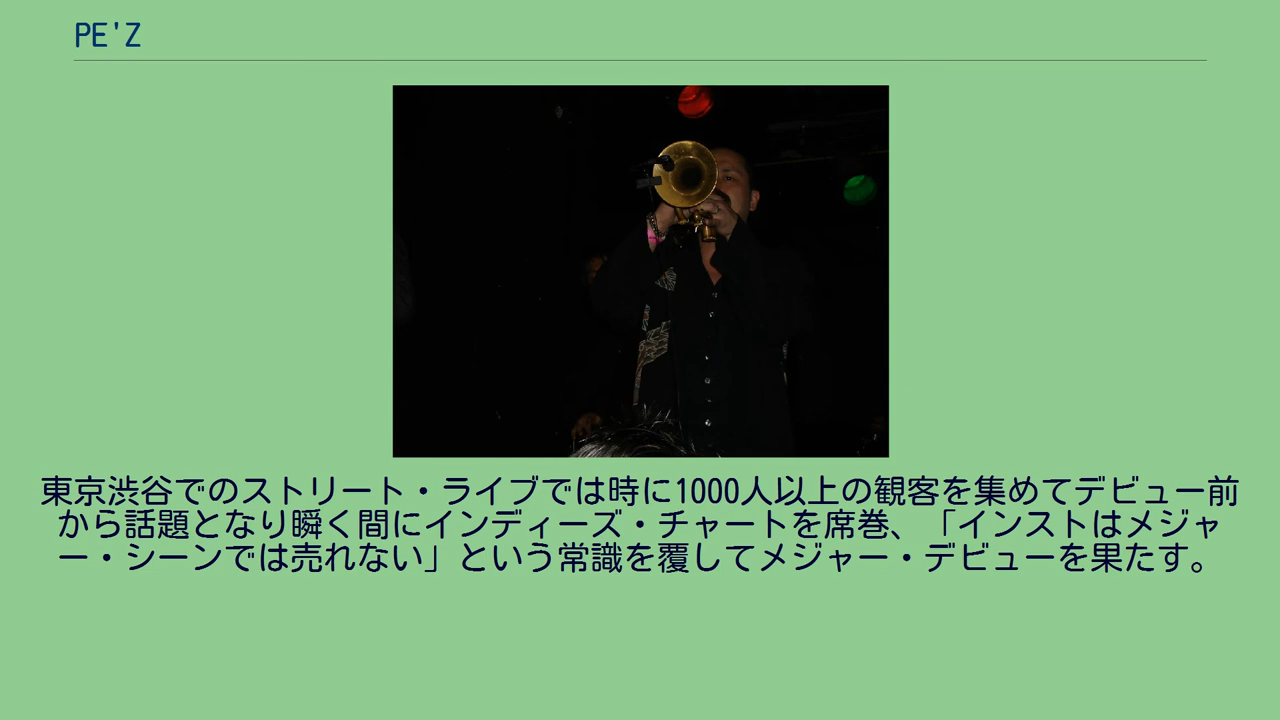 PE'Z
東京渋谷でのストリート・ライブでは時に1000人以上の観客を集めてデビュー前
から話題となり瞬く間にインディーズ・チャートを席巻、「インストはメジャ
ー・シーンでは売れない」という常識を覆してメジャー・デビューを果たす。